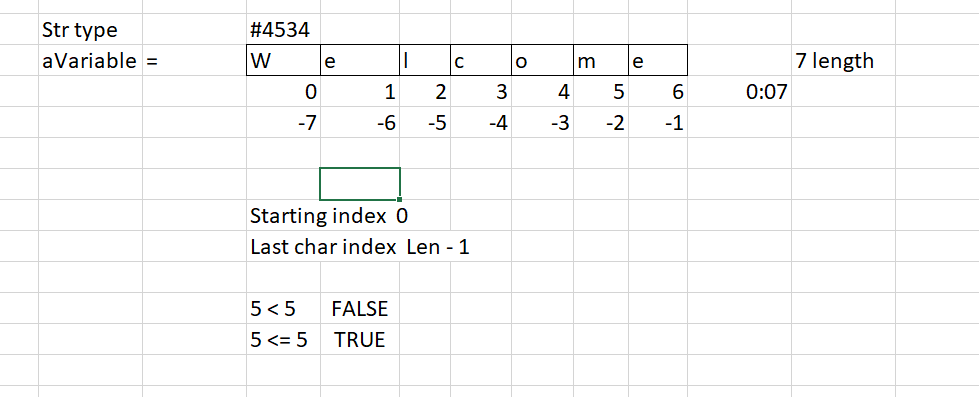 Str type #4534
aVariable = W e l c o m e 7 length
0 1 2 3 4 5 6 0:07
-7 -6 -5 -4 -3 -2 -1
Starting index 0
Last char index Len - 1
5 < 5 FALSE
5 <= 5 TRUE